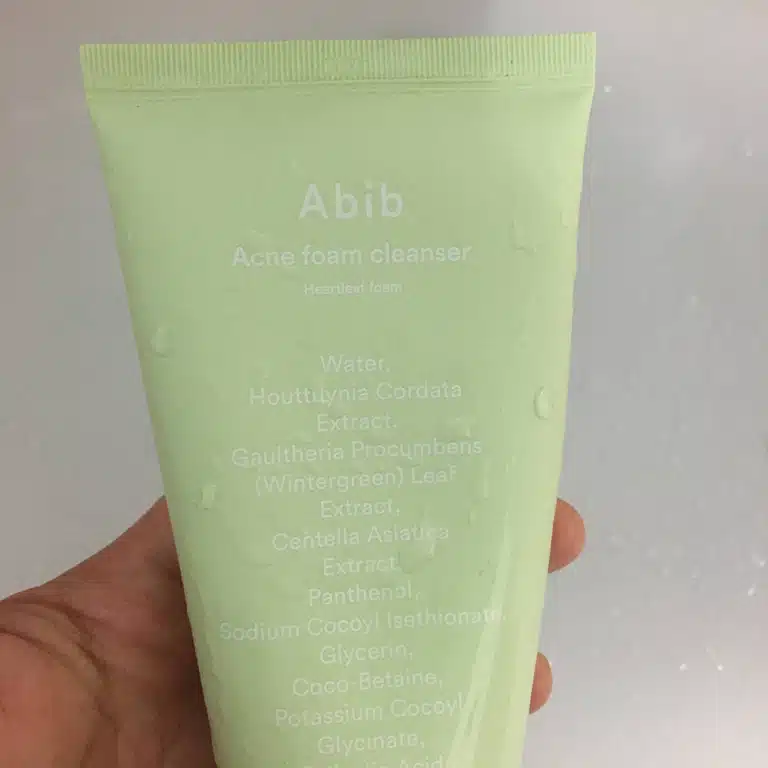 Abib
Acne foam cleanser
Heartleaf foam
Water,
Houttuynia Cordata
Extract,
Gaultheria Procumbens
(Wintergreen) Leaf
Extract,
Centella Asiatica
Extract,
Panthenol,
Sodium Cocoyl Isethionate,
Glycerin,
Coco-Betaine,
Potassium Cocoyl
Glycinate,
Acid,